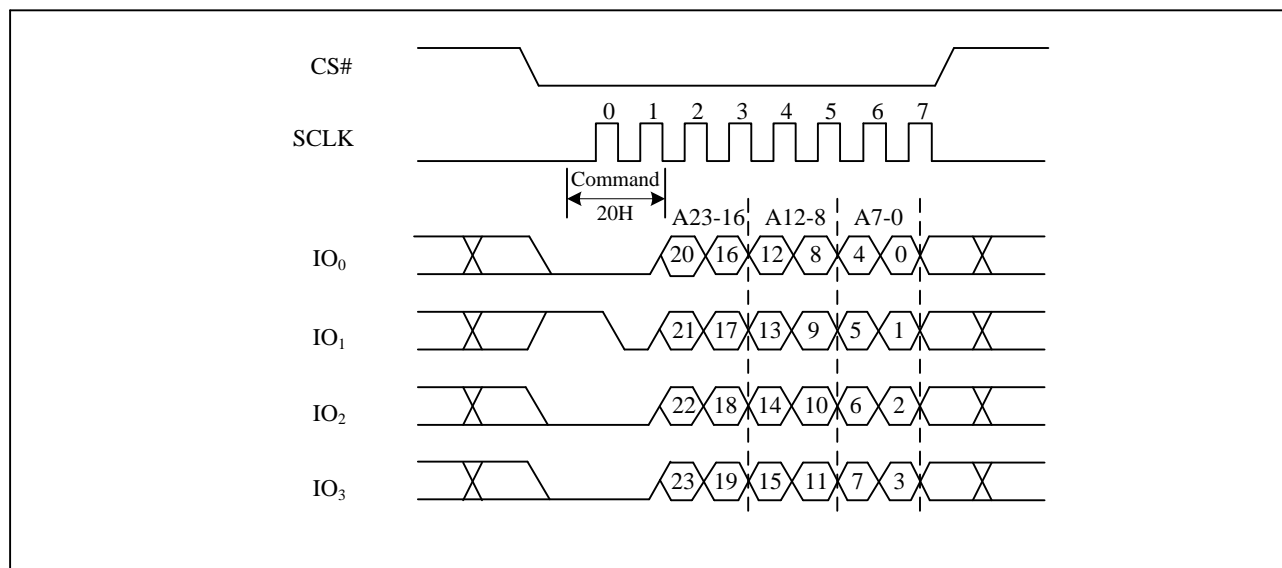 CS#
0 1 2 3 4 5 6 7
SCLK
Command
20H
A23-16 A12-8 A7-0
IO₀ 20 16 12 8 4 0
IO₁ 21 17 13 9 5 1
IO₂ 22 18 14 10 6 2
IO₃ 23 19 15 11 7 3